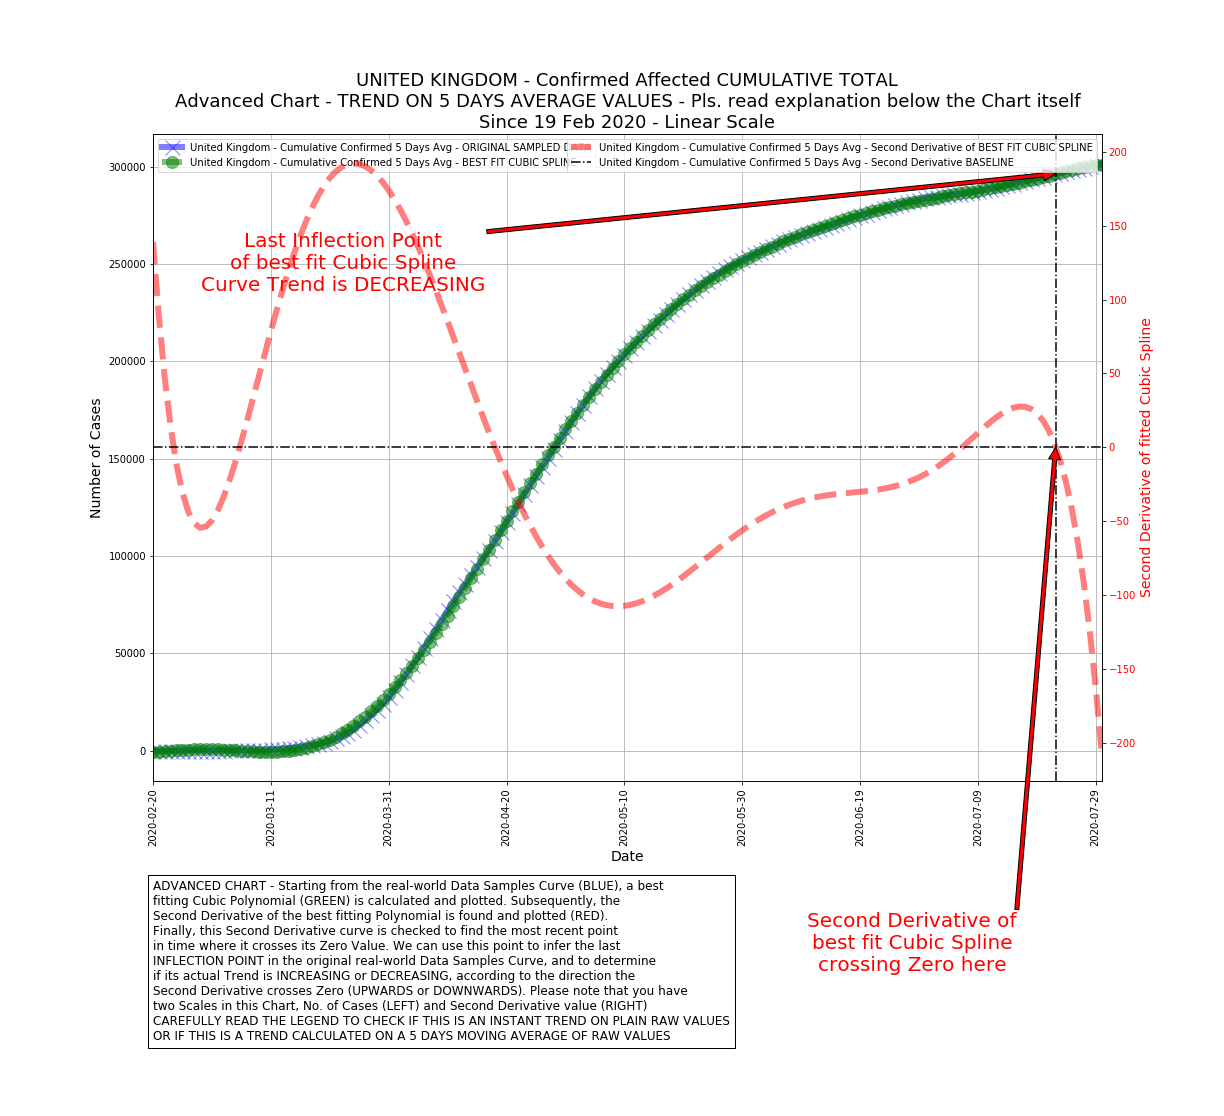 UNITED KINGDOM - Confirmed Affected CUMULATIVE TOTAL
Advanced Chart - TREND ON 5 DAYS AVERAGE VALUES - Pls. read explanation below the Chart itself
Since 19 Feb 2020 - Linear Scale
United Kingdom - Cumulative Confirmed 5 Days Avg - ORIGINAL SAMPLED
United Kingdom - Cumulative Confirmed 5 Days Avg - BEST FIT CUBIC
United Kingdom - Cumulative Confirmed 5 Days Avg - Second Derivative of BEST FIT CUBIC SPLINE
United Kingdom - Cumulative Confirmed 5 Days Avg - Second Derivative BASELINE
Last Inflection Point
of best fit Cubic Spline
Curve Trend is DECREASING
Number of Cases
300000
250000
200000
150000
100000
50000
0
200
150
100
50
0
−50
−100
−150
−200
Second Derivative of fitted Cubic Spline
2020-02-20
2020-03-11
2020-03-31
2020-04-20
2020-05-10
2020-05-30
2020-06-19
2020-07-09
2020-07-29
Date
ADVANCED CHART - Starting from the real-world Data Samples Curve (BLUE), a best
fitting Cubic Polynomial (GREEN) is calculated and plotted. Subsequently, the
Second Derivative of the best fitting Polynomial is found and plotted (RED).
Finally, this Second Derivative curve is checked to find the most recent point
in time where it crosses its Zero Value. We can use this point to infer the last
INFLECTION POINT in the original real-world Data Samples Curve, and to determine
if its actual Trend is INCREASING or DECREASING, according to the direction the
Second Derivative crosses Zero (UPWARDS or DOWNWARDS). Please note that you have
two Scales in this Chart, No. of Cases (LEFT) and Second Derivative value (RIGHT)
CAREFULLY READ THE LEGEND TO CHECK IF THIS IS AN INSTANT TREND ON PLAIN RAW VALUES
OR IF THIS IS A TREND CALCULATED ON A 5 DAYS MOVING AVERAGE OF RAW VALUES
Second Derivative of
best fit Cubic Spline
crossing Zero here